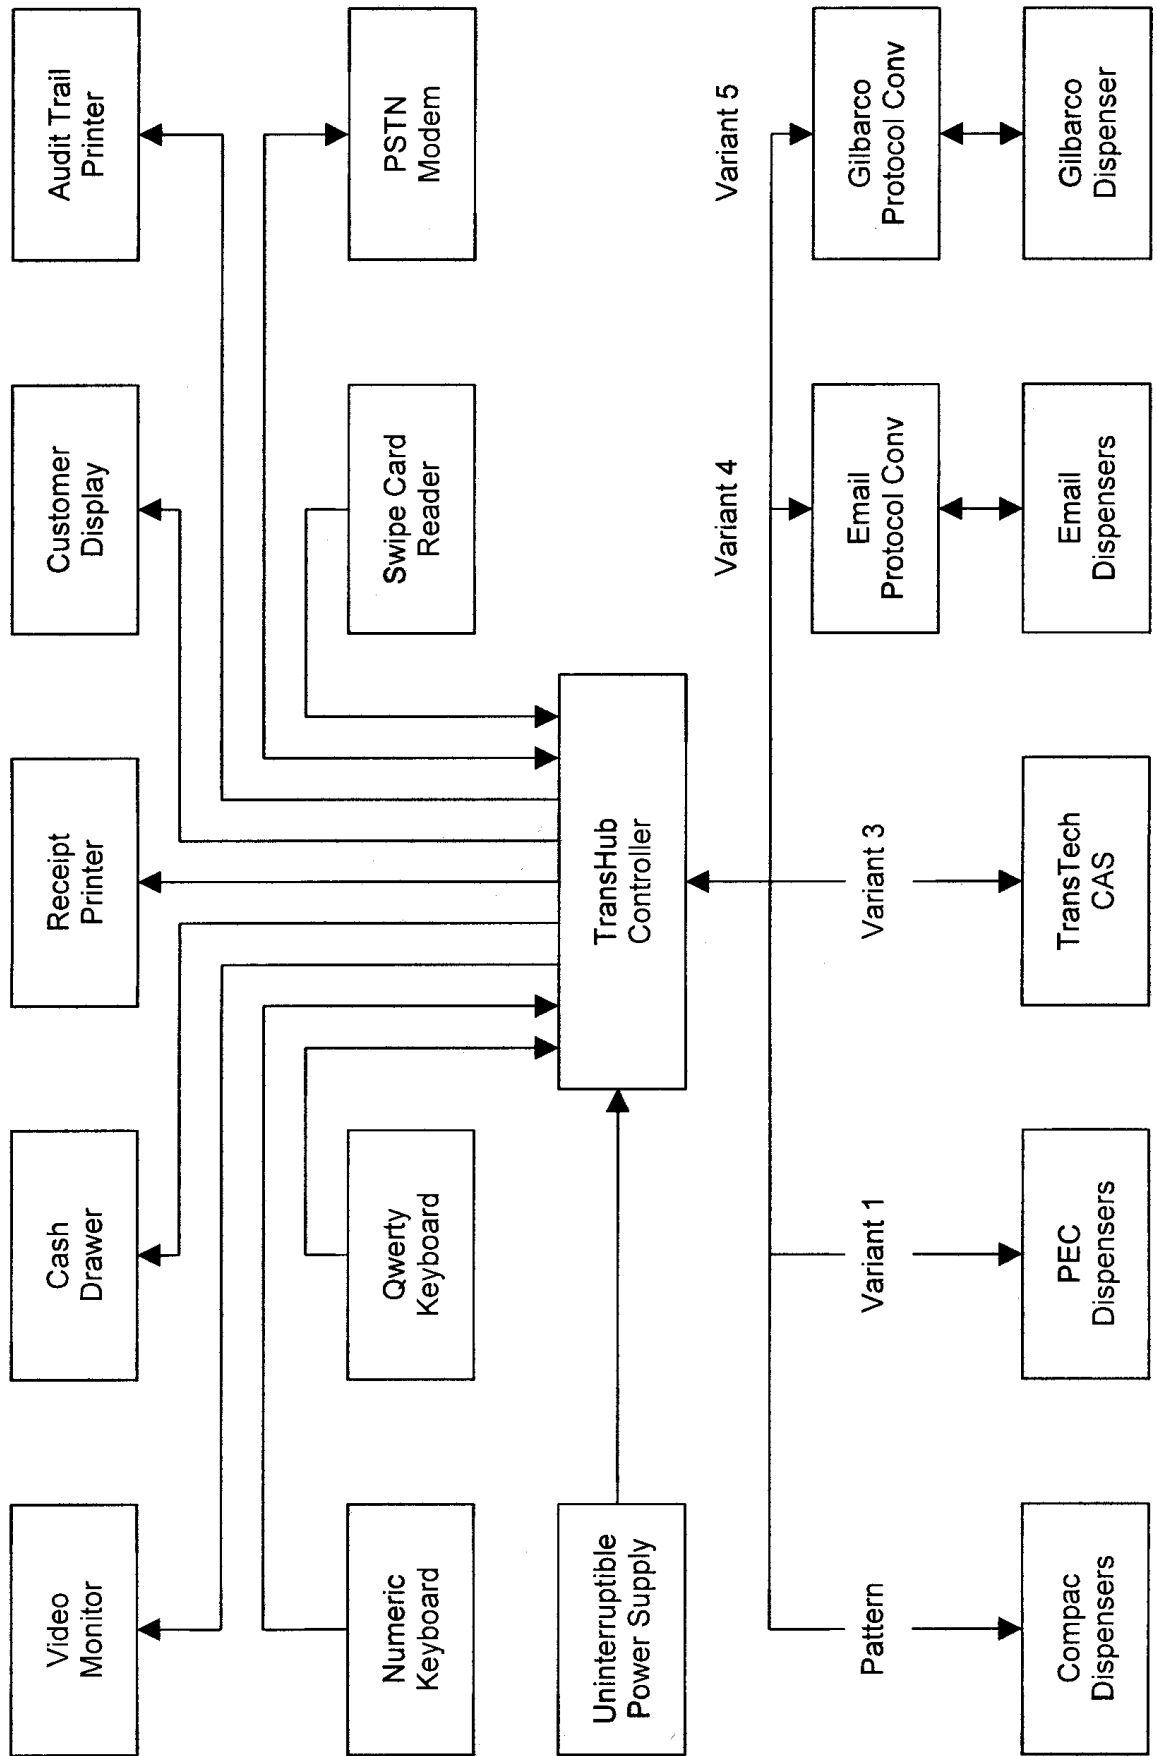 Video
Monitor
Cash
Drawer
Receipt
Printer
Customer
Display
Audit Trail
Printer
Numeric
Keyboard
Qwerty
Keyboard
Swipe Card
Reader
PSTN
Modem
Uninterruptible
Power Supply
TransHub
Controller
Variant 4
Variant 5
Pattern
Variant 1
Variant 3
Email
Protocol Conv
Gilbarco
Protocol Conv
Compac
Dispensers
PEC
Dispensers
TransTech
CAS
Email
Dispensers
Gilbarco
Dispenser